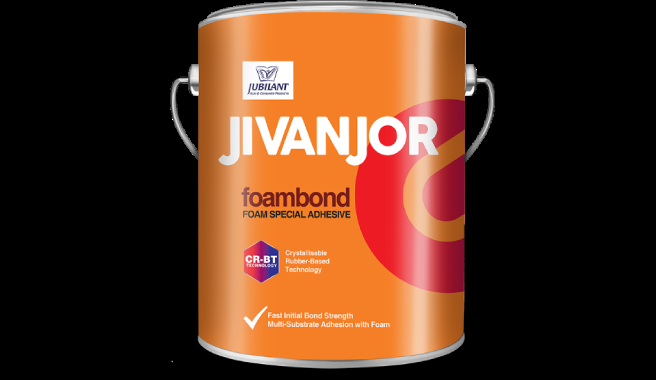 JUBILANT
JIVANJOR
foambond
FOAM SPECIAL ADHESIVE
CR-BT
TECHNOLOGY
Crystallisable
Rubber-Based
Technology
Fast Initial Bond Strength
Multi-Substrate Adhesion with Foam